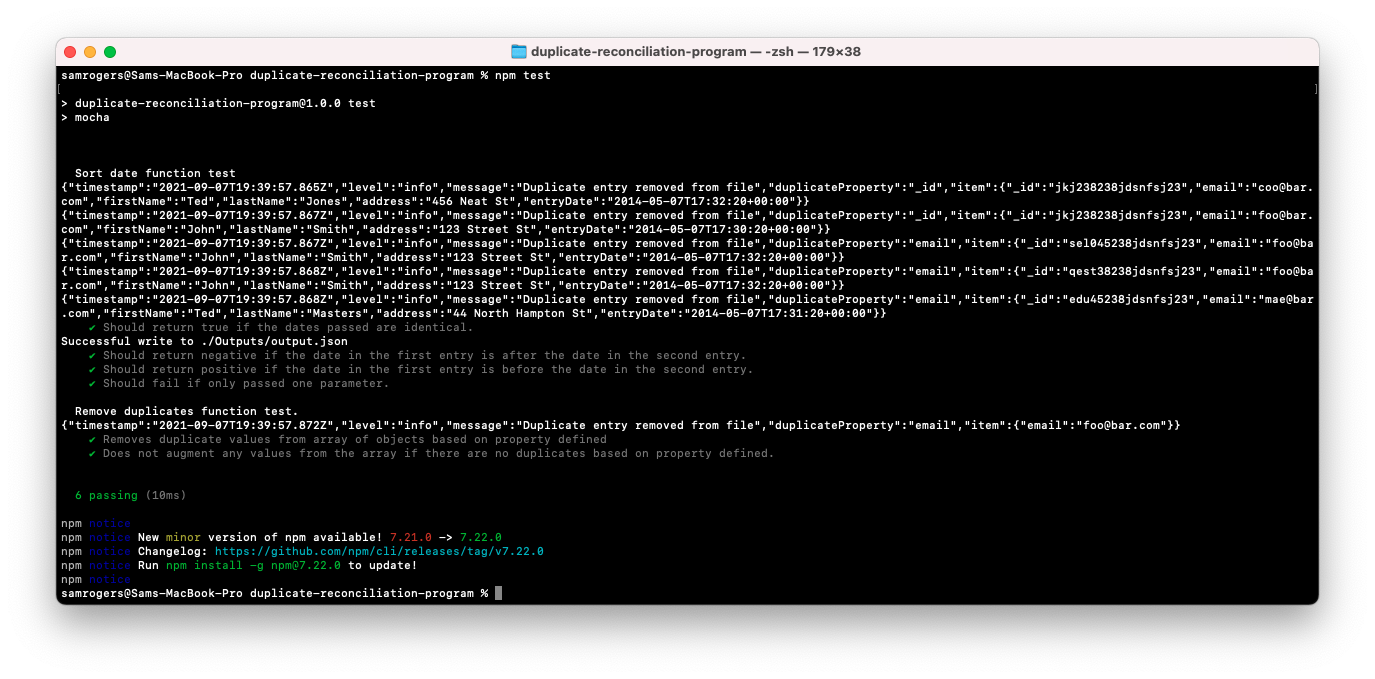 duplicate-reconciliation-program — -zsh — 179×38
samrogers@Sams-MacBook-Pro duplicate-reconciliation-program % npm test
[ ]
> duplicate-reconciliation-program@1.0.0 test
> mocha
Sort date function test
{"timestamp":"2021-09-07T19:39:57.865Z","level":"info","message":"Duplicate entry removed from file","duplicateProperty":"_id","item":{"_id":"jkj238238jdsnfsj23","email":"coo@bar.
com","firstName":"Ted","lastName":"Jones","address":"456 Neat St","entryDate":"2014-05-07T17:32:20+00:00"}}
{"timestamp":"2021-09-07T19:39:57.867Z","level":"info","message":"Duplicate entry removed from file","duplicateProperty":"_id","item":{"_id":"jkj238238jdsnfsj23","email":"foo@bar.
com","firstName":"John","lastName":"Smith","address":"123 Street St","entryDate":"2014-05-07T17:30:20+00:00"}}
{"timestamp":"2021-09-07T19:39:57.867Z","level":"info","message":"Duplicate entry removed from file","duplicateProperty":"email","item":{"_id":"sel045238jdsnfsj23","email":"foo@ba
r.com","firstName":"John","lastName":"Smith","address":"123 Street St","entryDate":"2014-05-07T17:32:20+00:00"}}
{"timestamp":"2021-09-07T19:39:57.868Z","level":"info","message":"Duplicate entry removed from file","duplicateProperty":"email","item":{"_id":"qest38238jdsnfsj23","email":"foo@ba
r.com","firstName":"John","lastName":"Smith","address":"123 Street St","entryDate":"2014-05-07T17:32:20+00:00"}}
{"timestamp":"2021-09-07T19:39:57.868Z","level":"info","message":"Duplicate entry removed from file","duplicateProperty":"email","item":{"_id":"edu45238jdsnfsj23","email":"mae@bar
.com","firstName":"Ted","lastName":"Masters","address":"44 North Hampton St","entryDate":"2014-05-07T17:31:20+00:00"}}
✔ Should return true if the dates passed are identical.
Successful write to ./Outputs/output.json
✔ Should return negative if the date in the first entry is after the date in the second entry.
✔ Should return positive if the date in the first entry is before the date in the second entry.
✔ Should fail if only passed one parameter.
Remove duplicates function test.
{"timestamp":"2021-09-07T19:39:57.872Z","level":"info","message":"Duplicate entry removed from file","duplicateProperty":"email","item":{"email":"foo@bar.com"}}
✔ Removes duplicate values from array of objects based on property defined
✔ Does not augment any values from the array if there are no duplicates based on property defined.
6 passing (10ms)
npm notice
npm notice New minor version of npm available! 7.21.0 -> 7.22.0
npm notice Changelog: https://github.com/npm/cli/releases/tag/v7.22.0
npm notice Run npm install -g npm@7.22.0 to update!
npm notice
samrogers@Sams-MacBook-Pro duplicate-reconciliation-program %